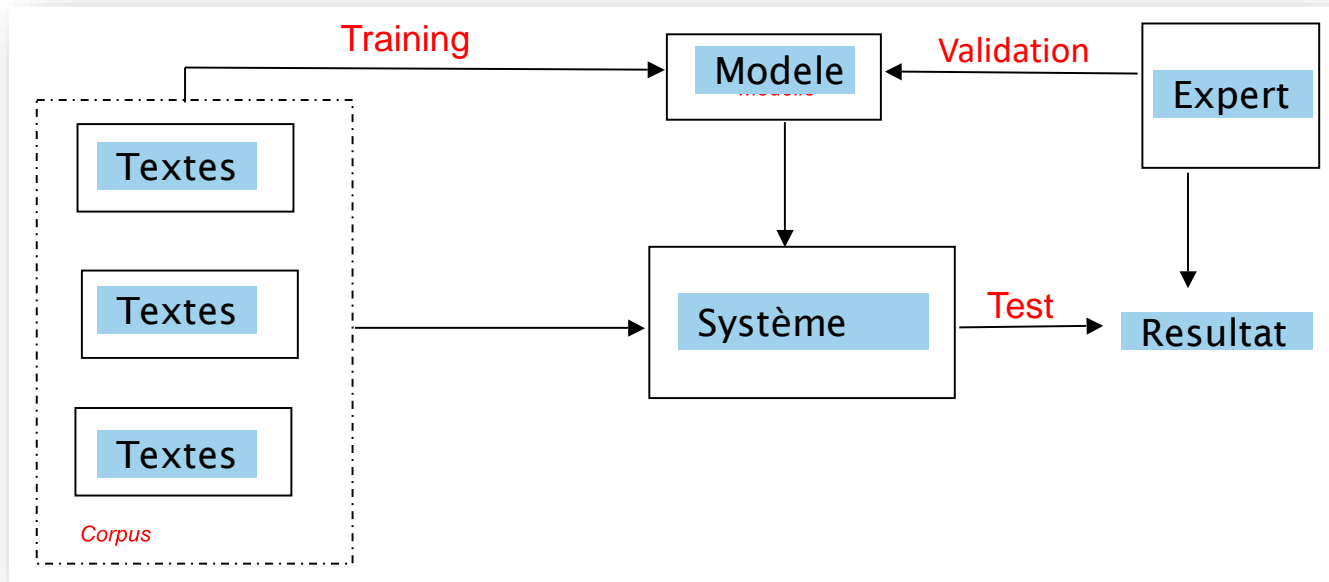 Training
Validation
Modele
Expert
Textes
Textes
Système
Test
Resultat
Textes
Corpus